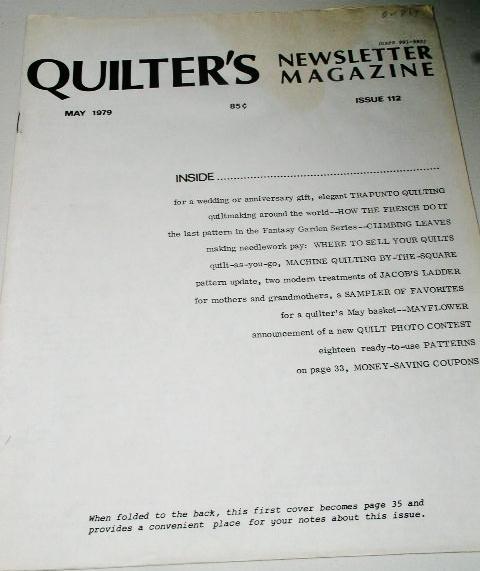 QUILTER'S NEWSLETTER MAGAZINE
MAY 1979 85¢ ISSUE 112
INSIDE
for a wedding or anniversary gift, elegant TRAPUNTO QUILTING
quiltmaking around the world--HOW THE FRENCH DO IT
the last pattern in the Fantasy Garden Series--CLIMBING LEAVES
making needlework pay: WHERE TO SELL YOUR QUILTS
quilt-as-you-go, MACHINE QUILTING BY-THE-SQUARE
pattern update, two modern treatments of JACOB'S LADDER
for mothers and grandmothers, a SAMPLER OF FAVORITES
for a quilter's May basket--MAYFLOWER
announcement of a new QUILT PHOTO CONTEST
eighteen ready-to-use PATTERNS
on page 33, MONEY-SAVING COUPONS
When folded to the back, this first cover becomes page 35 and
provides a convenient place for your notes about this issue.